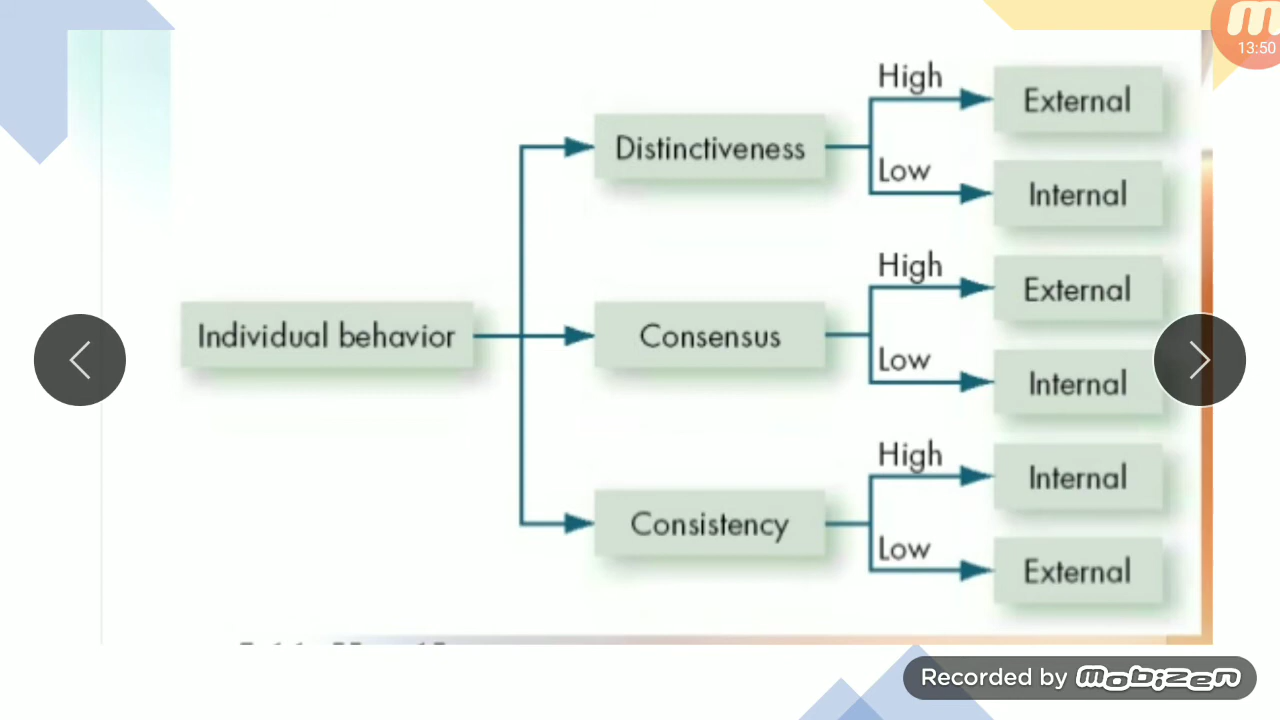 13:50
High
External
Distinctiveness
Low
Internal
High
External
Individual behavior
Consensus
Low
Internal
High
Internal
Consistency
Low
External
Recorded by mobizen